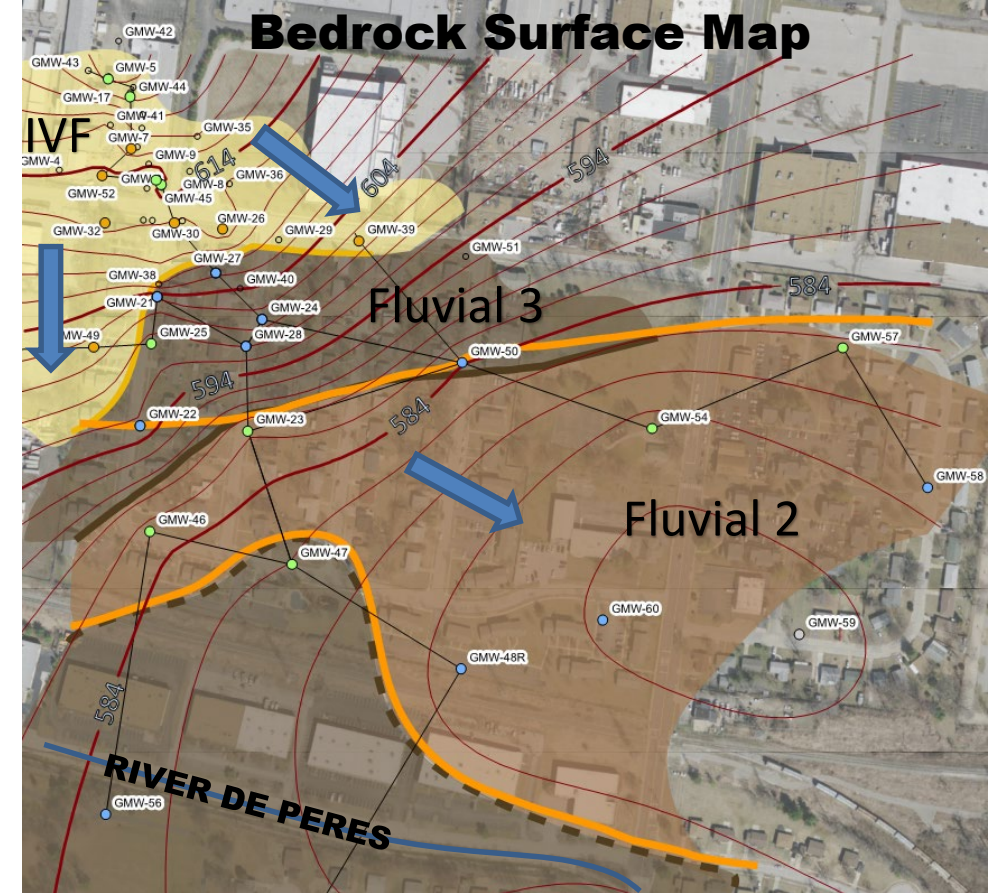 Bedrock Surface Map
GMW-42
GMW-43
GMW-5
GMW-44
GMW-17
GMW-41
GMW-35
IVF
GMW-7
GMW-9
614
GMW-4
GMW-36
GMW-8
604
594
GMW-52
GMW-45
GMW-26
GMW-32
GMW-30
GMW-29
GMW-39
GMW-51
GMW-27
GMW-38
GMW-40
584
GMW-21
GMW-24
Fluvial 3
GMW-25
GMW-28
GMW-49
GMW-57
GMW-50
594
GMW-22
584
GMW-23
GMW-54
GMW-58
Fluvial 2
GMW-46
GMW-47
GMW-60
GMW-59
GMW-48R
584
RIVER DE PERES
GMW-56